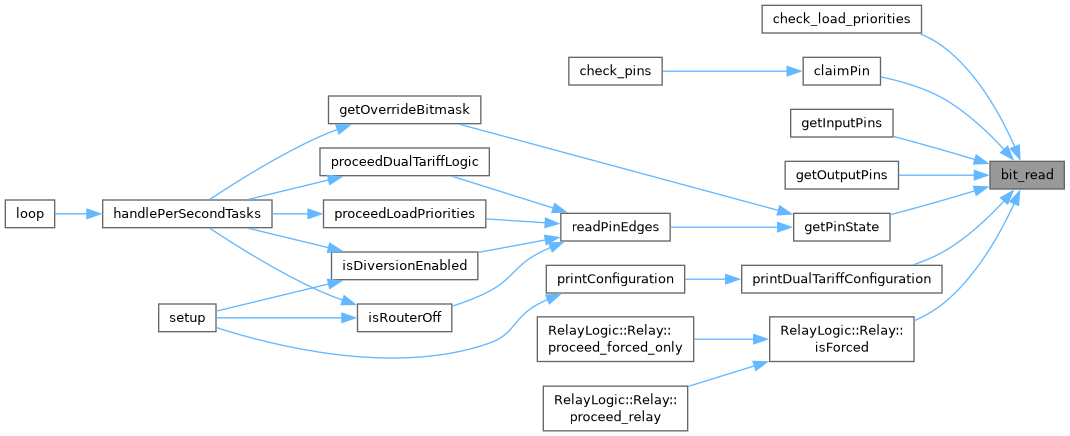 check_load_priorities
check_pins
claimPin
getOverrideBitmask
getInputPins
proceedDualTariffLogic
getOutputPins
bit_read
loop
handlePerSecondTasks
proceedLoadPriorities
readPinEdges
getPinState
isDiversionEnabled
printConfiguration
printDualTariffConfiguration
setup
isRouterOff
RelayLogic::Relay::
proceed_forced_only
RelayLogic::Relay::
isForced
RelayLogic::Relay::
proceed_relay